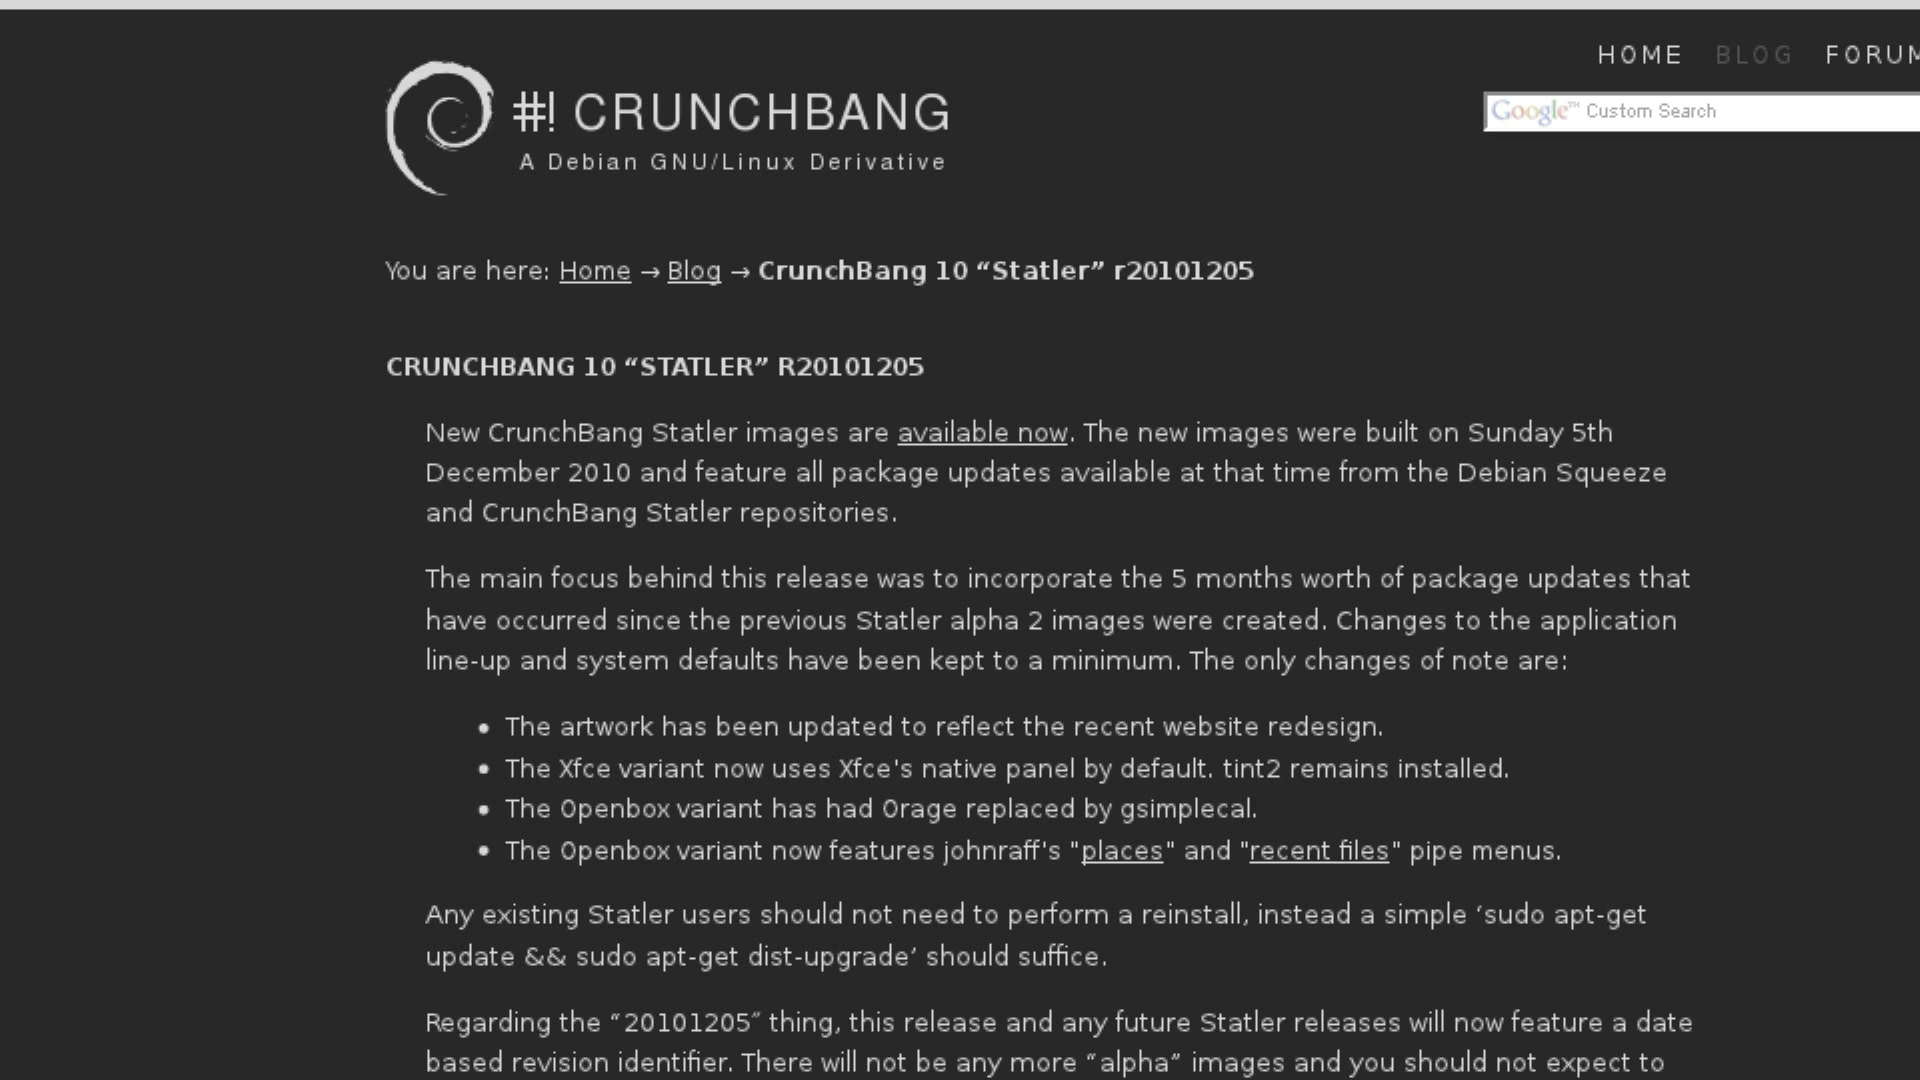 HOME BLOG FORUM
#! CRUNCHBANG
Google™ Custom Search
A Debian GNU/Linux Derivative
You are here: Home → Blog → CrunchBang 10 “Statler” r20101205
CRUNCHBANG 10 “STATLER” R20101205
New CrunchBang Statler images are available now. The new images were built on Sunday 5th
December 2010 and feature all package updates available at that time from the Debian Squeeze
and CrunchBang Statler repositories.
The main focus behind this release was to incorporate the 5 months worth of package updates that
have occurred since the previous Statler alpha 2 images were created. Changes to the application
line-up and system defaults have been kept to a minimum. The only changes of note are:
• The artwork has been updated to reflect the recent website redesign.
• The Xfce variant now uses Xfce's native panel by default. tint2 remains installed.
• The Openbox variant has had Orage replaced by gsimplecal.
• The Openbox variant now features johnraff's "places" and "recent files" pipe menus.
Any existing Statler users should not need to perform a reinstall, instead a simple ‘sudo apt-get
update && sudo apt-get dist-upgrade’ should suffice.
Regarding the “20101205″ thing, this release and any future Statler releases will now feature a date
based revision identifier. There will not be any more “alpha” images and you should not expect to